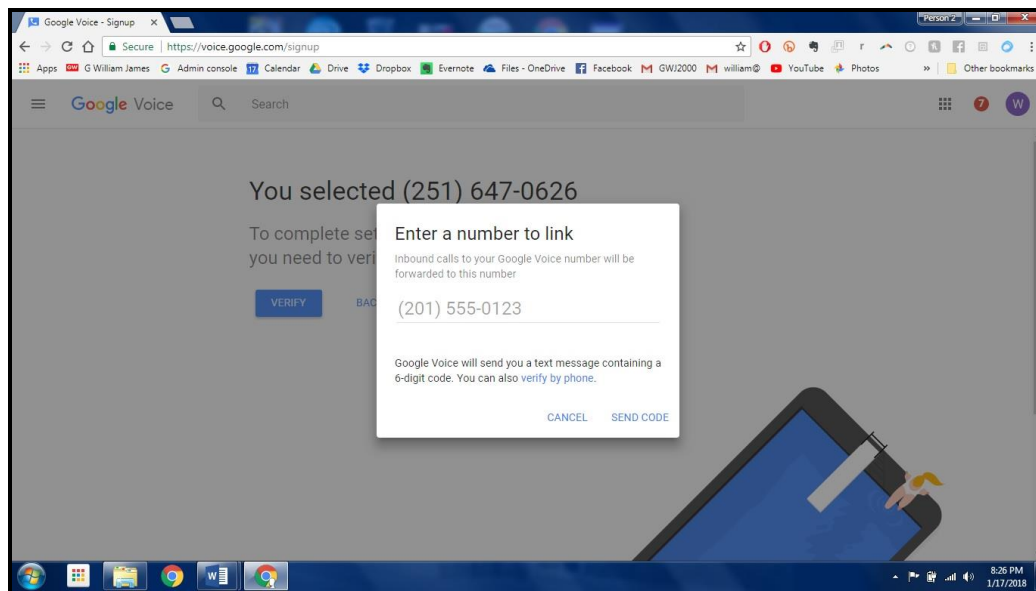 Google Voice - Signup
Person 2
Secure | https://voice.google.com/signup
Apps GW G William James G Admin console 17 Calendar Drive Dropbox Evernote Files - OneDrive Facebook GWJ2000 william@ YouTube Photos » Other bookmarks
Google Voice Search 7 W
You selected (251) 647-0626
To complete set
you need to veri
VERIFY BAC
Enter a number to link
Inbound calls to your Google Voice number will be
forwarded to this number
(201) 555-0123
Google Voice will send you a text message containing a
6-digit code. You can also verify by phone.
CANCEL SEND CODE
8:26 PM
1/17/2018